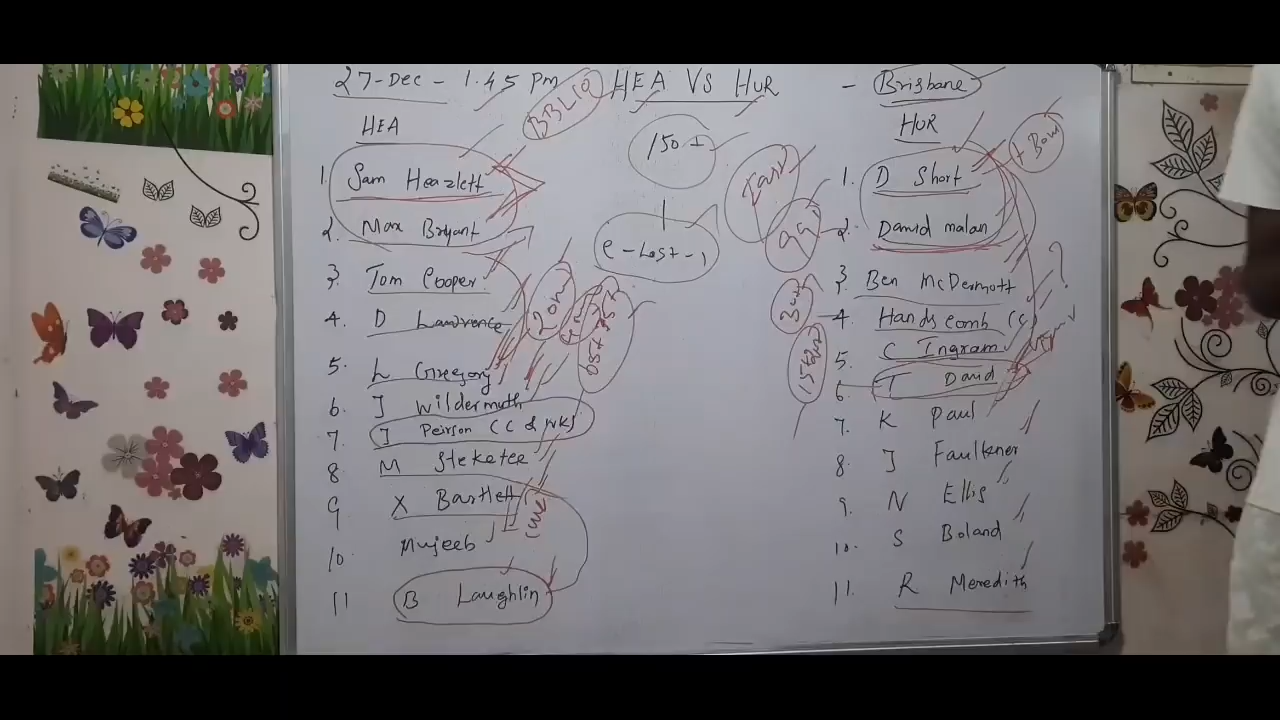 27-Dec - 1.45 Pm HEA VS HUR - Brisbane
BBL10
HEA
150 ±
HUR
+ Bow
1. Sam Heazlett
2. Max Bryant
3. Tom Cooper
4. D Lawrence
5. L Gregory
6. J Wildermuth
7. J Peirson (C & WK)
8 M Steketee
9 X Bartlett
10. Mujeeb
11 B Laughlin
e-Last-1
1. D Short
2. David malan
3. Ben McDermott
4. Handscomb (C)
5. C Ingram
6. T David
7. K Paul
8. J Faulkener
9. N Ellis
10. S Boland
11. R Meredith
?